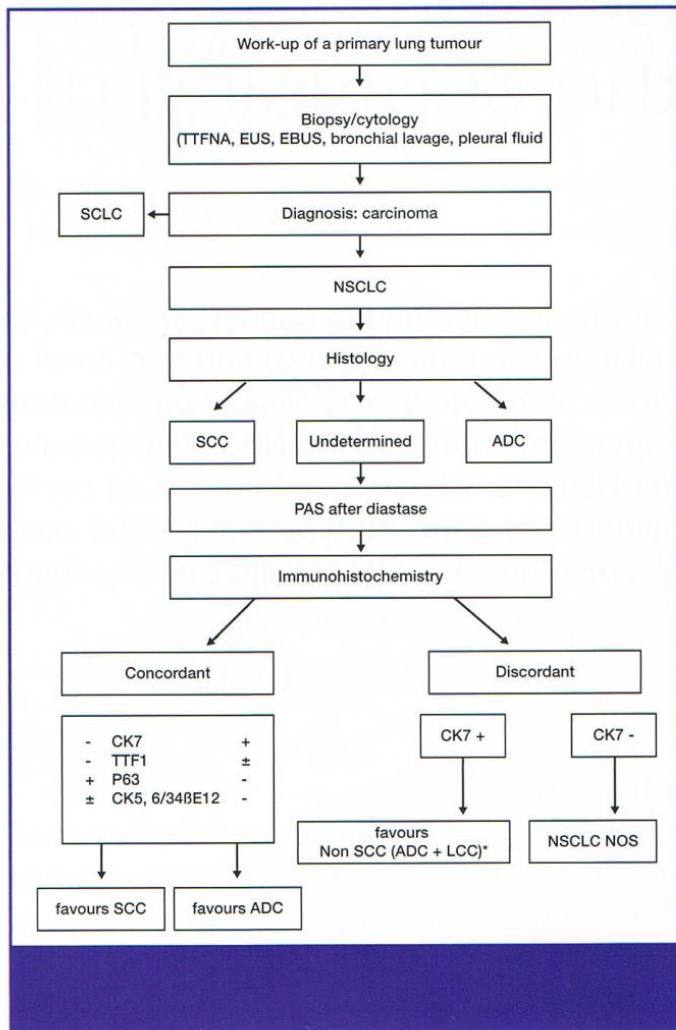 Work-up of a primary lung tumour
Biopsy/cytology
(TTFNA, EUS, EBUS, bronchial lavage, pleural fluid
SCLC
Diagnosis: carcinoma
NSCLC
Histology
SCC
Undetermined
ADC
PAS after diastase
Immunohistochemistry
Concordant
Discordant
- CK7 +
- TTF1 ±
+ P63 -
± CK5, 6/34ßE12 -
CK7 +
CK7 -
favours
Non SCC (ADC + LCC)*
NSCLC NOS
favours SCC
favours ADC